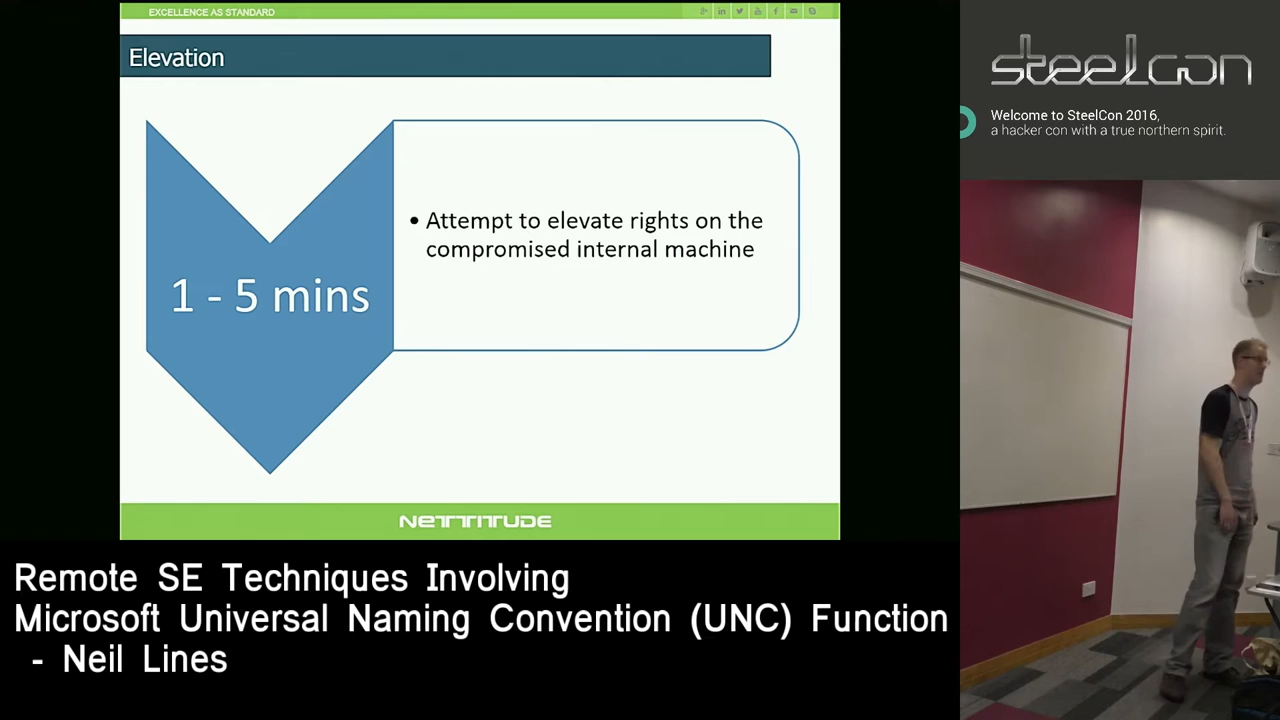 EXCELLENCE AS STANDARD
Elevation
1 - 5 mins
• Attempt to elevate rights on the
compromised internal machine
NETTITUDE
steelcon
Welcome to SteelCon 2016,
a hacker con with a true northern spirit.
Remote SE Techniques Involving
Microsoft Universal Naming Convention (UNC) Function
- Neil Lines